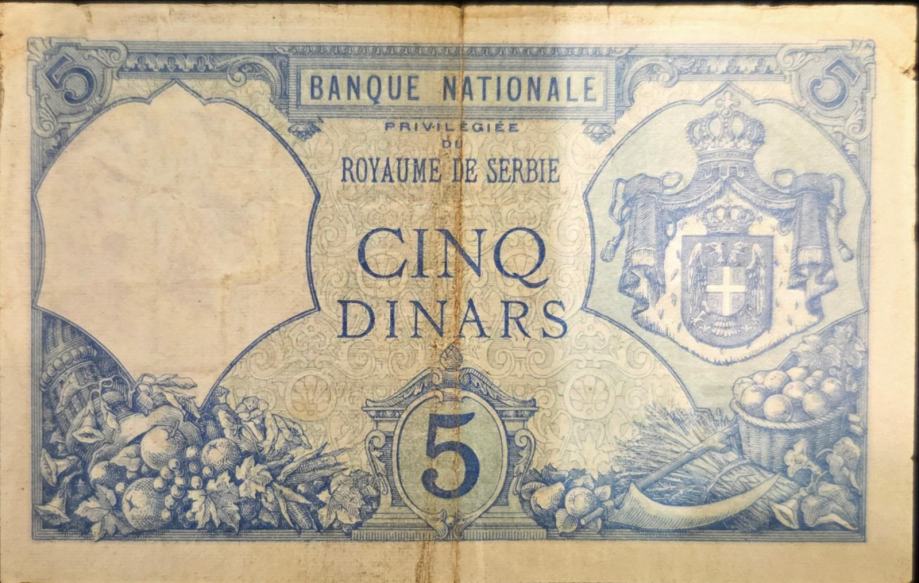 5 BANQUE NATIONALE 5
PRIVILÉGIÉE
DU
ROYAUME DE SERBIE
CINQ
DINARS
5